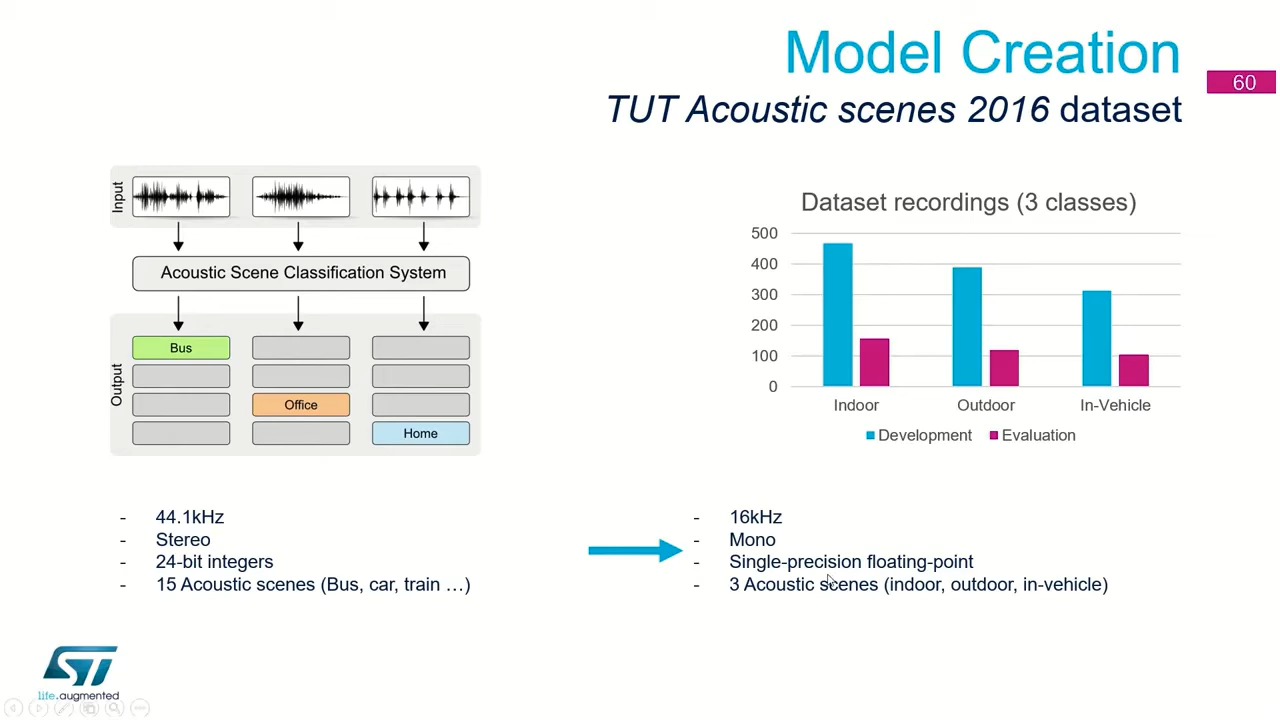 Model Creation
60
TUT Acoustic scenes 2016 dataset
Input
Acoustic Scene Classification System
Output
Bus
Office
Home
Dataset recordings (3 classes)
500
400
300
200
100
0
Indoor
Outdoor
In-Vehicle
Development
Evaluation
- 44.1kHz
- Stereo
- 24-bit integers
- 15 Acoustic scenes (Bus, car, train …)
- 16kHz
- Mono
- Single-precision floating-point
- 3 Acoustic scenes (indoor, outdoor, in-vehicle)
ST
life.augmented